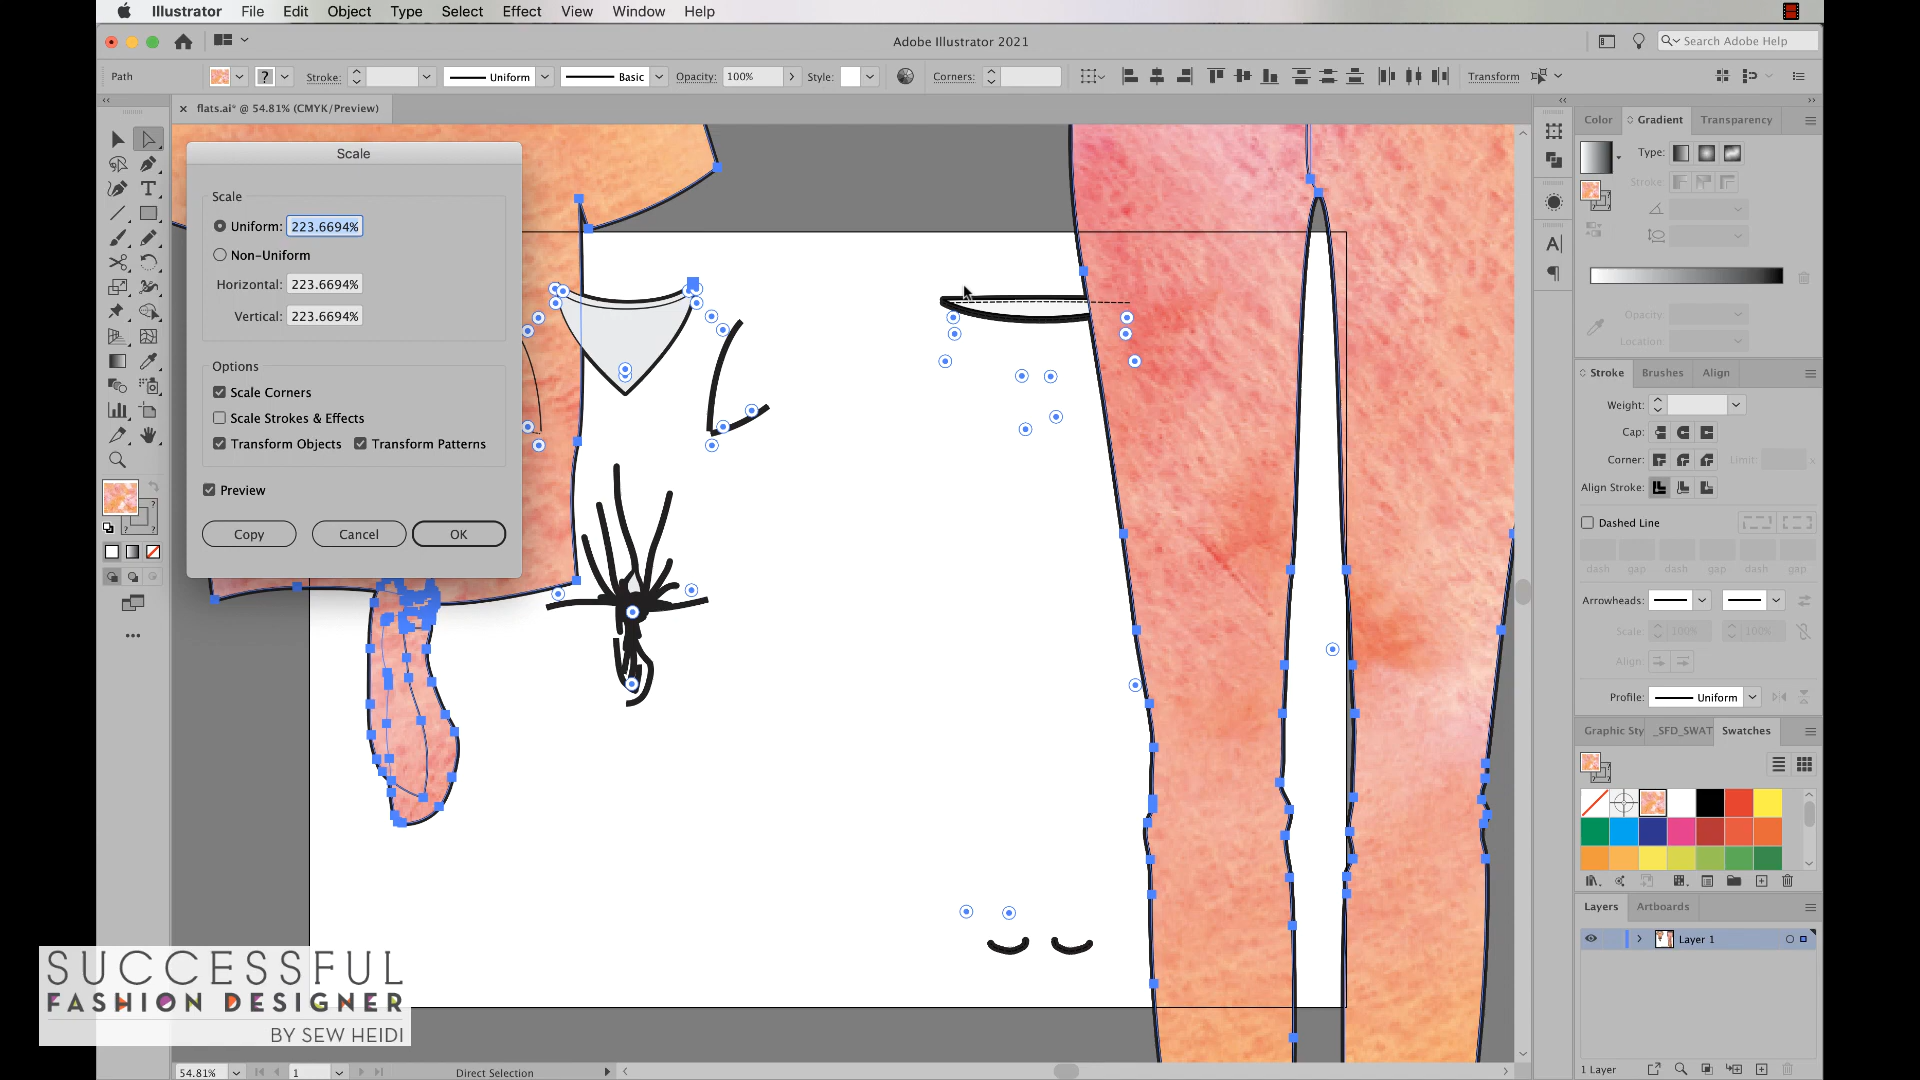 Illustrator File Edit Object Type Select Effect View Window Help
Adobe Illustrator 2021
Search Adobe Help
Path
?
Stroke:
Uniform
Basic
Opacity: 100%
Style:
Corners:
Transform
flats.ai* @ 54.81% (CMYK/Preview)
Scale
Scale
Uniform: 223.6694%
Non-Uniform
Horizontal: 223.6694%
Vertical: 223.6694%
Options
Scale Corners
Scale Strokes & Effects
Transform Objects Transform Patterns
Preview
Copy Cancel OK
Color Gradient Transparency
Type:
Stroke:
Opacity:
Location:
Stroke Brushes Align
Weight:
Cap:
Corner: Limit: x
Align Stroke:
Dashed Line
dash gap dash gap dash gap
Arrowheads:
Scale: 100% 100%
Align:
Profile: Uniform
Graphic Sty _SFD_SWAT Swatches
Layers Artboards
Layer 1
1 Layer
SUCCESSFUL
FASHION DESIGNER
BY SEW HEIDI
54.81% 1 Direct Selection